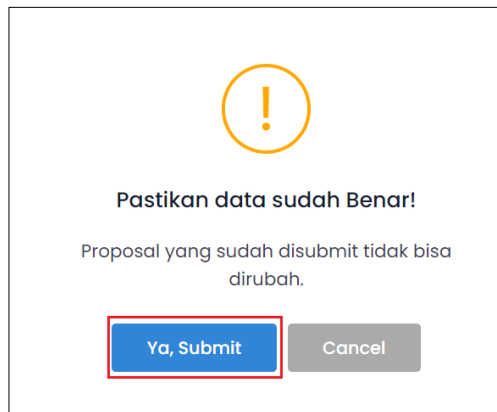 !
Pastikan data sudah Benar!
Proposal yang sudah disubmit tidak bisa
dirubah.
Ya, Submit
Cancel